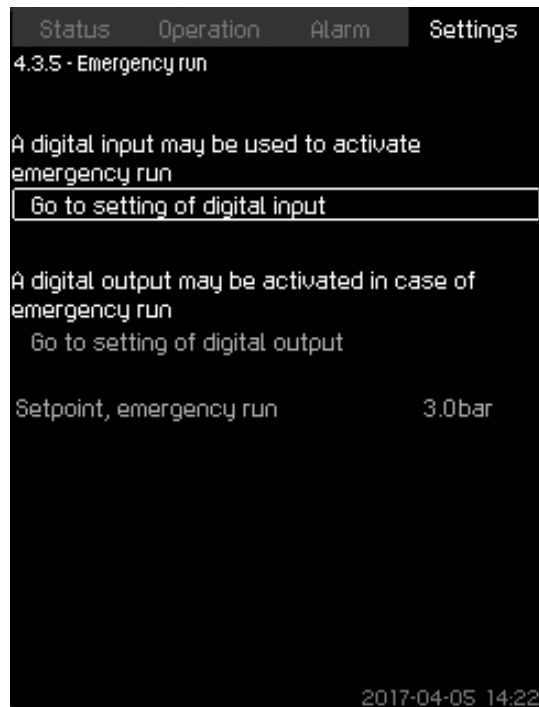 Status Operation Alarm Settings
4.3.5 - Emergency run
A digital input may be used to activate
emergency run
Go to setting of digital input
A digital output may be activated in case of
emergency run
Go to setting of digital output
Setpoint, emergency run 3.0bar
2017-04-05 14:22